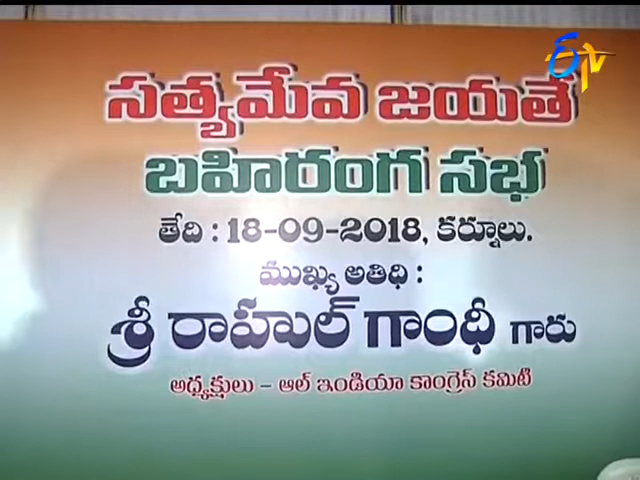 ETV
సత్యమేవ జయతే
బహిరంగ సభ
తేది : 18-09-2018, కర్నూలు.
ముఖ్య అతిధి :
శ్రీ రాహుల్ గాంధీ గారు
అధ్యక్షులు – ఆల్ ఇండియా కాంగ్రెస్ కమిటి